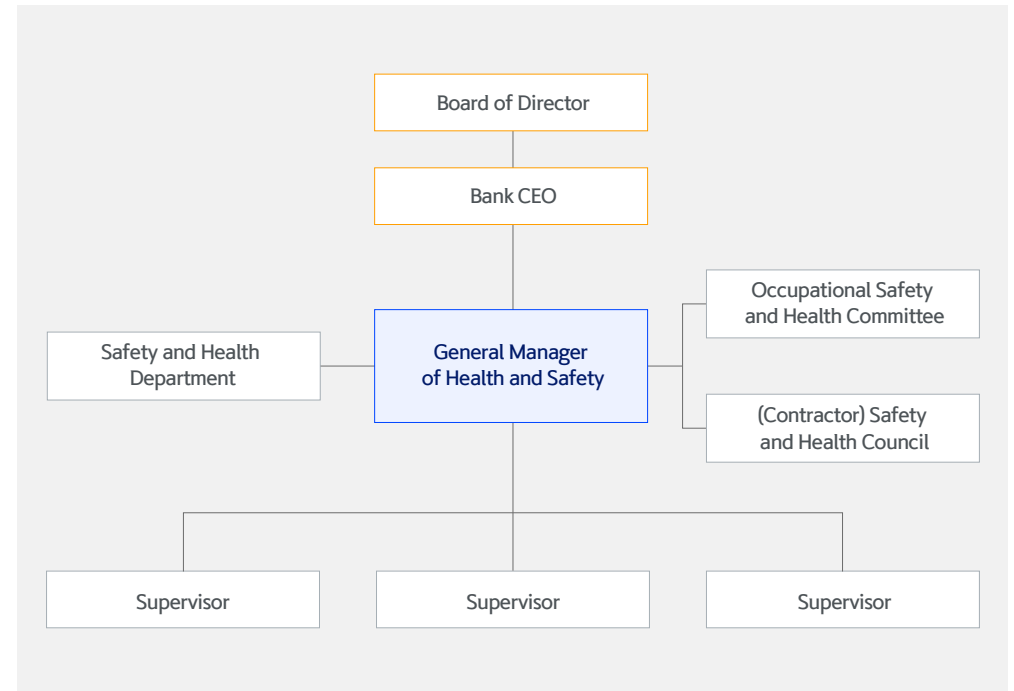 Board of Director
Bank CEO
Occupational Safety
and Health Committee
Safety and Health
Department
General Manager
of Health and Safety
(Contractor) Safety
and Health Council
Supervisor
Supervisor
Supervisor